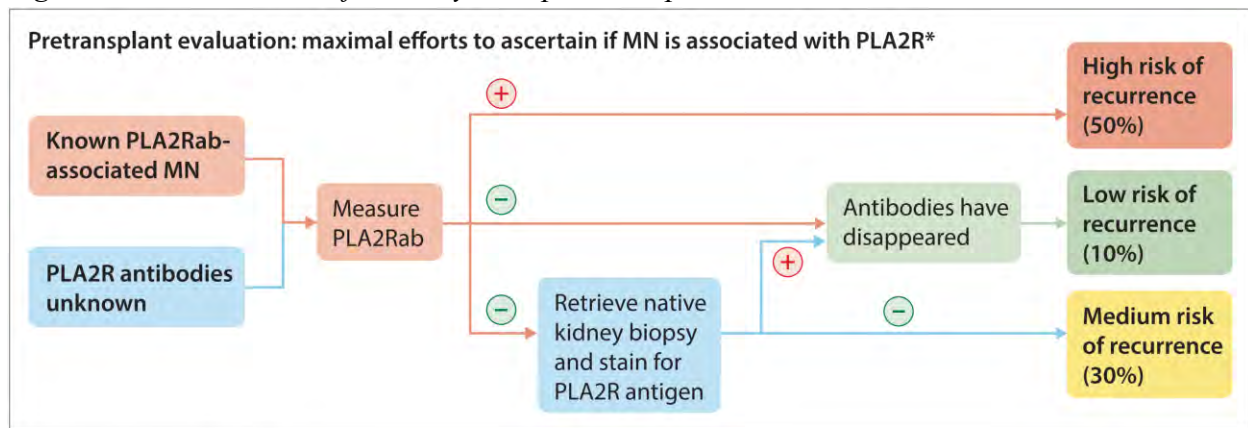 Pretransplant evaluation: maximal efforts to ascertain if MN is associated with PLA2R*
Known PLA2Rab-
associated MN
PLA2R antibodies
unknown
Measure
PLA2Rab
+
−
−
Retrieve native
kidney biopsy
and stain for
PLA2R antigen
+
−
Antibodies have
disappeared
High risk of
recurrence
(50%)
Low risk of
recurrence
(10%)
Medium risk
of recurrence
(30%)